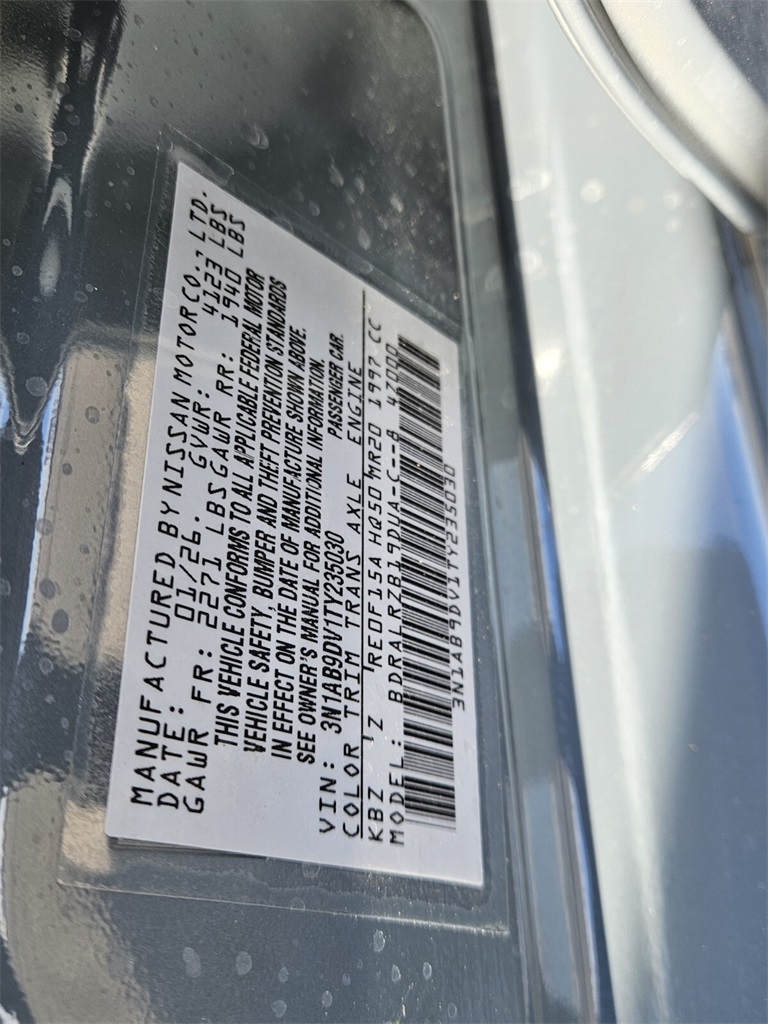 MANUFACTURED BY NISSAN MOTOR CO., LTD.
DATE: 01/26. GVWR: 4123 LBS
GAWR FR: 2271 LBS GAWR RR: 1940 LBS
THIS VEHICLE CONFORMS TO ALL APPLICABLE FEDERAL MOTOR
VEHICLE SAFETY, BUMPER AND THEFT PREVENTION STANDARDS
IN EFFECT ON THE DATE OF MANUFACTURE SHOWN ABOVE.
SEE OWNER'S MANUAL FOR ADDITIONAL INFORMATION.
VIN: 3N1AB9DV1TY235030 PASSENGER CAR.
COLOR TRIM TRANS AXLE ENGINE
KBZ Z RE0F15A HQ50 MR20 1997 CC
MODEL: BDRALRZB19DUA-C--A 47000
3N1AB9DV1TY235030